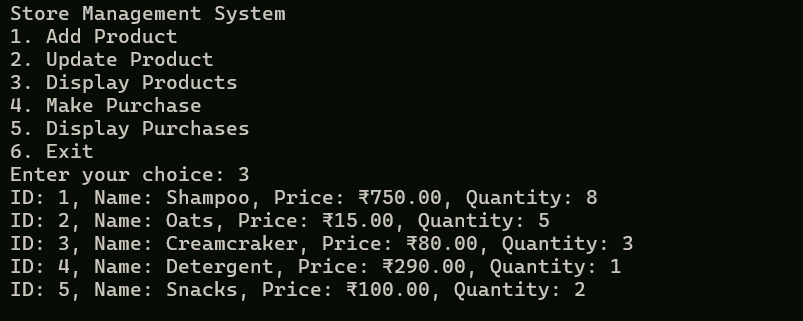 Store Management System
1. Add Product
2. Update Product
3. Display Products
4. Make Purchase
5. Display Purchases
6. Exit
Enter your choice: 3
ID: 1, Name: Shampoo, Price: ₹750.00, Quantity: 8
ID: 2, Name: Oats, Price: ₹15.00, Quantity: 5
ID: 3, Name: Creamcraker, Price: ₹80.00, Quantity: 3
ID: 4, Name: Detergent, Price: ₹290.00, Quantity: 1
ID: 5, Name: Snacks, Price: ₹100.00, Quantity: 2